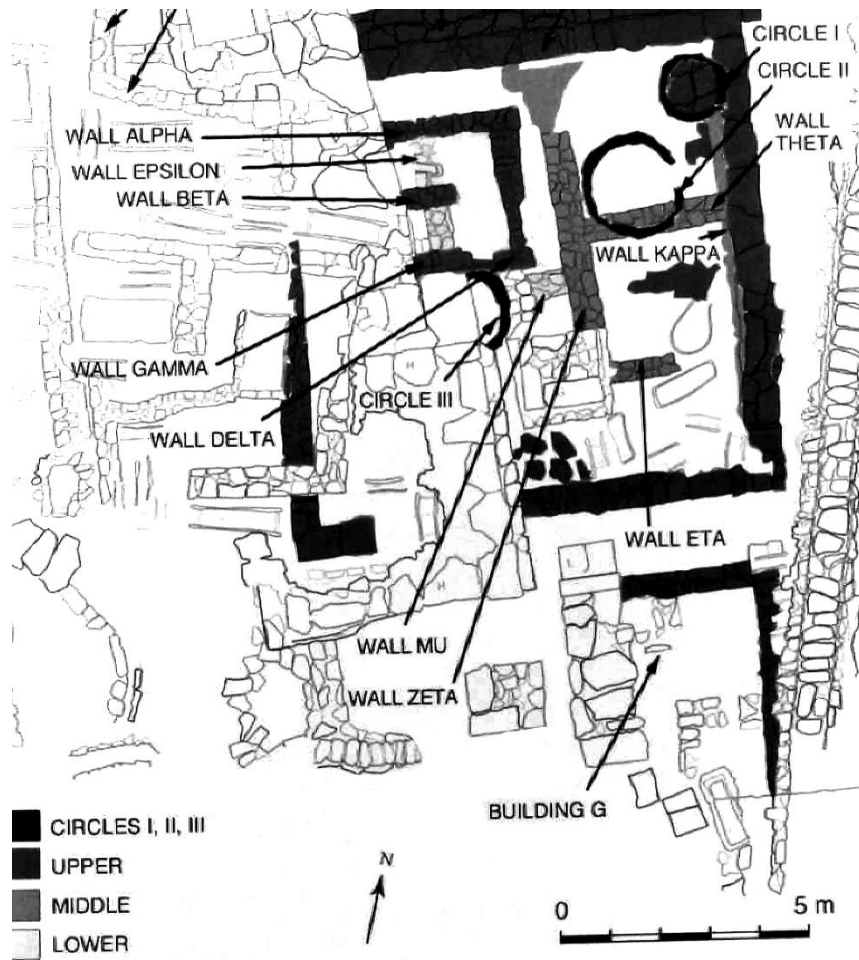 CIRCLE I
CIRCLE II
WALL
THETA
WALL ALPHA
WALL EPSILON
WALL BETA
WALL KAPPA
WALL GAMMA
CIRCLE III
WALL DELTA
H
WALL ETA
L
H
WALL MU
WALL ZETA
BUILDING G
CIRCLES I, II, III
UPPER
MIDDLE
LOWER
N
0 5 m